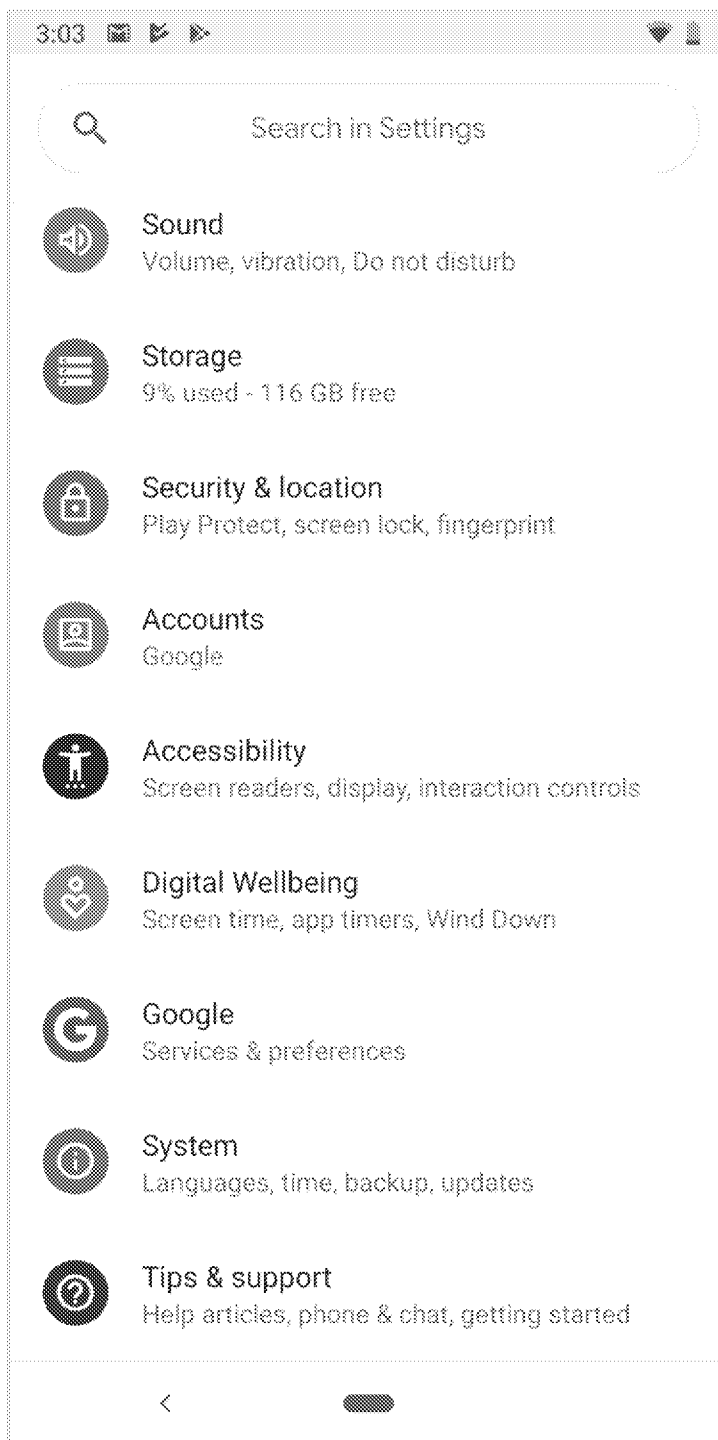 3:03
Search in Settings
Sound
Volume, vibration, Do not disturb
Storage
9% used - 116 GB free
Security & location
Play Protect, screen lock, fingerprint
Accounts
Google
Accessibility
Screen readers, display, interaction controls
Digital Wellbeing
Screen time, app timers, Wind Down
Google
Services & preferences
System
Languages, time, backup, updates
Tips & support
Help articles, phone & chat, getting started